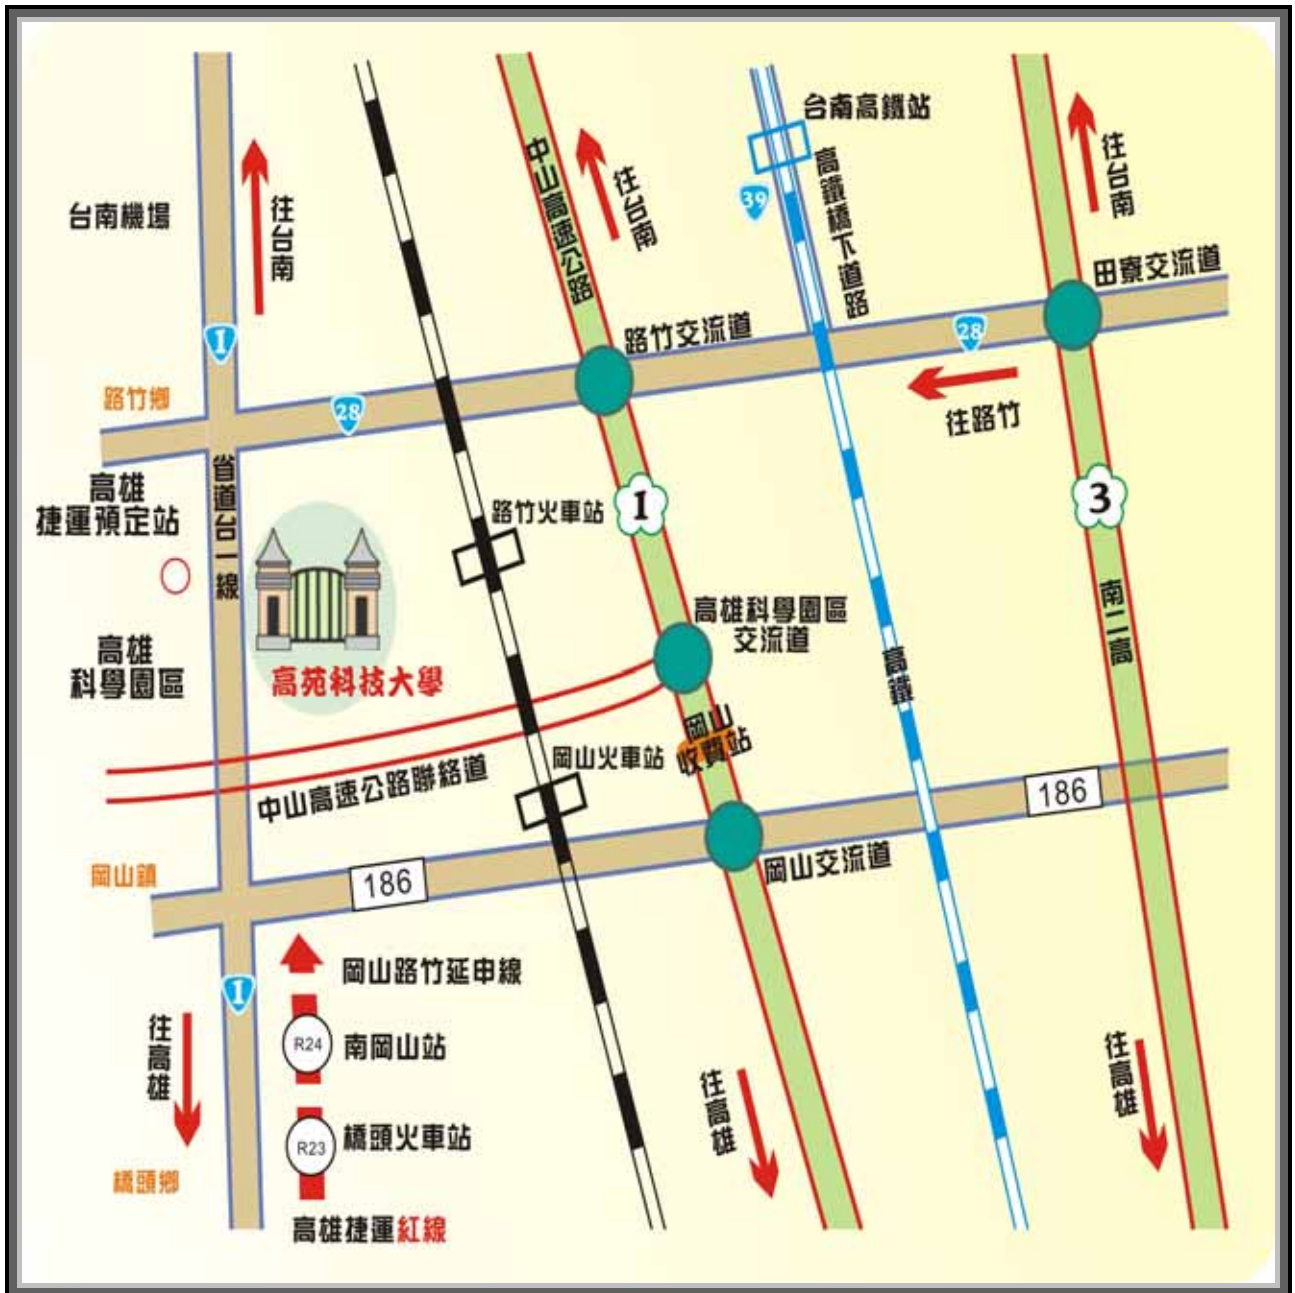 台南高鐵站
中山高速公路
往台南
高鐵橋下道路
往台南
39
台南機場
往台南
田寮交流道
1
路竹交流道
28
路竹鄉
28
往路竹
省道台一線
高雄
捷運預定站
路竹火車站
1
3
高雄科學園區
交流道
南二高
高雄
科學園區
高苑科技大學
高鐵
岡山
收費站
岡山火車站
中山高速公路聯絡道
186
岡山鎮
186
岡山交流道
岡山路竹延申線
1
往高雄
R24
南岡山站
往高雄
往高雄
R23
橋頭火車站
橋頭鄉
高雄捷運紅線